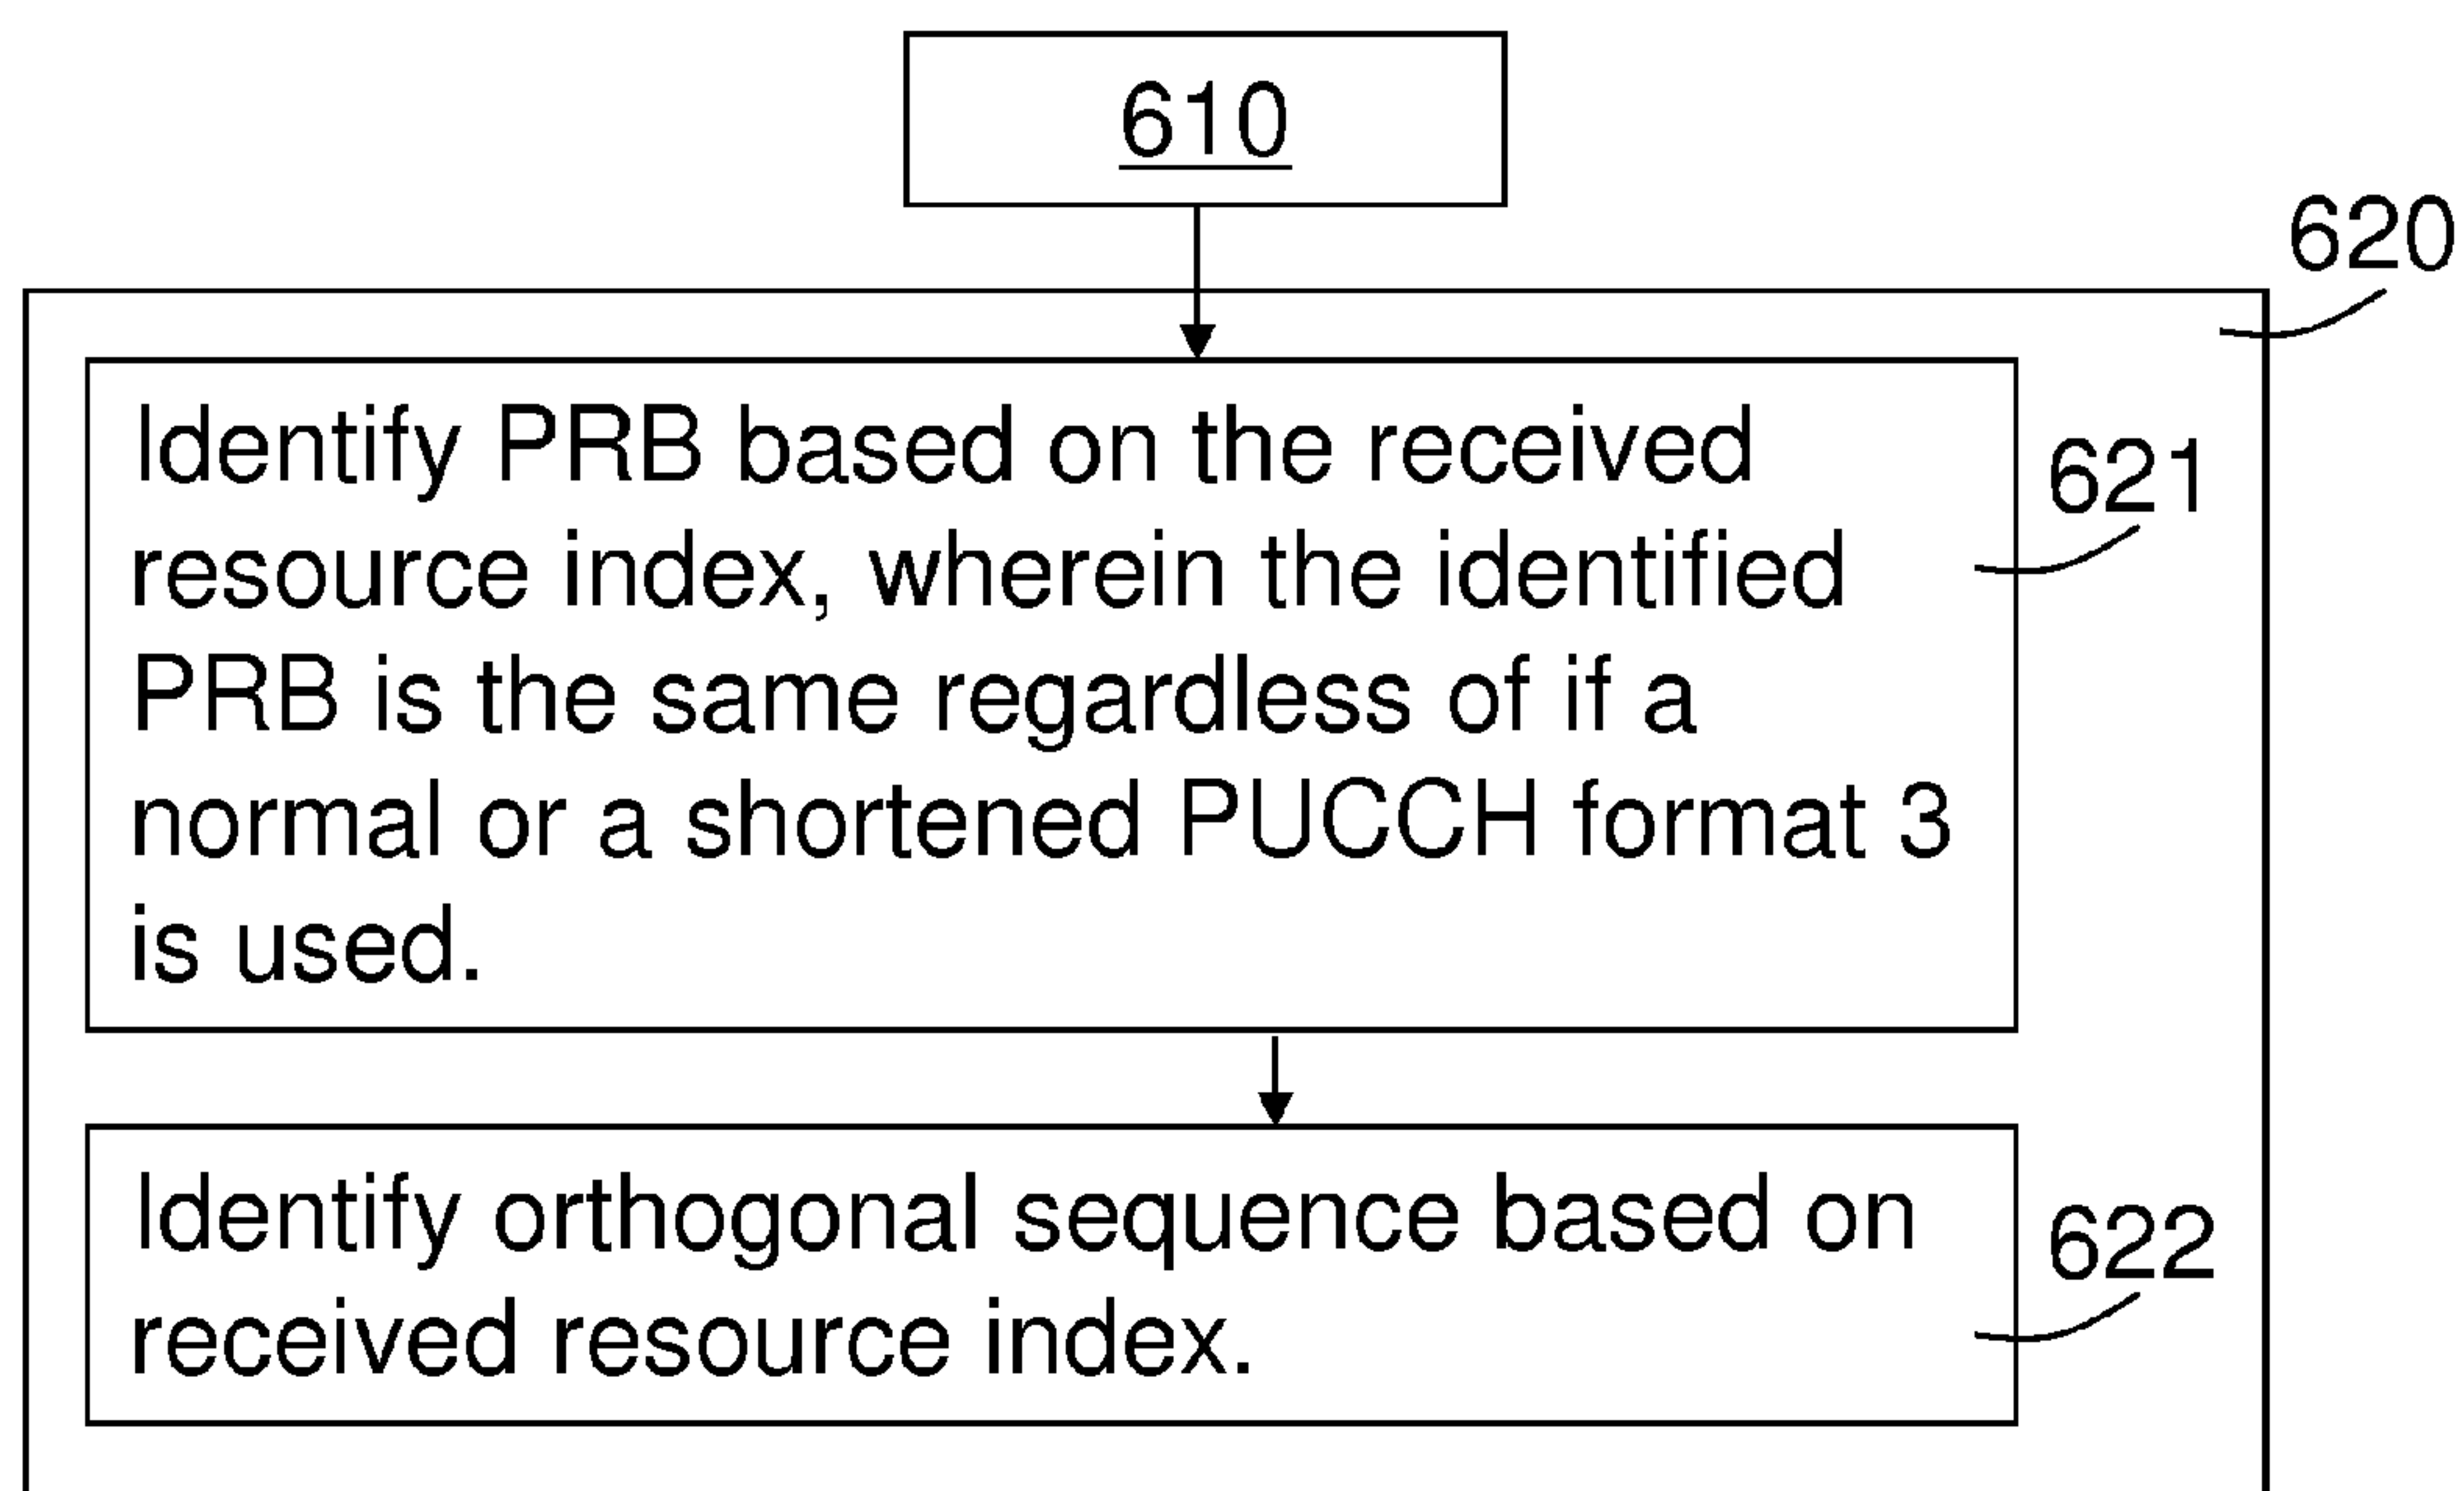 610
620
Identify PRB based on the received
resource index, wherein the identified
PRB is the same regardless of if a
normal or a shortened PUCCH format 3
is used.
621
Identify orthogonal sequence based on
received resource index.
622